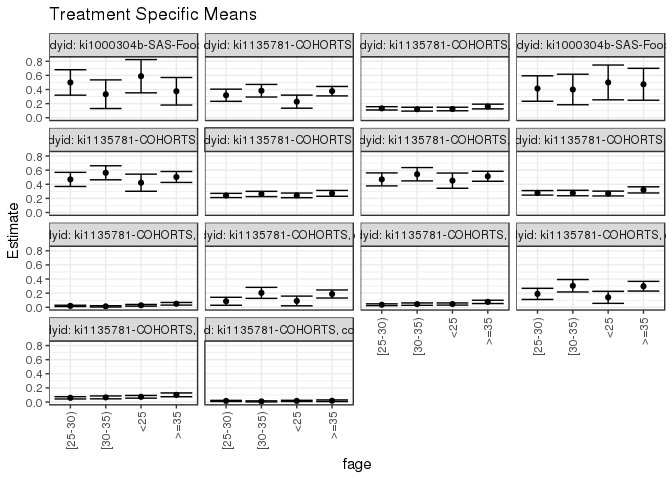 Treatment Specific Means
dyid: ki1000304b-SAS-Foo
dyid: ki1135781-COHORTS,
dyid: ki1135781-COHORTS,
dyid: ki1000304b-SAS-Foo
dyid: ki1135781-COHORTS,
dyid: ki1135781-COHORTS,
dyid: ki1135781-COHORTS,
dyid: ki1135781-COHORTS
dyid: ki1135781-COHORTS,
dyid: ki1135781-COHORTS,
dyid: ki1135781-COHORTS,
dyid: ki1135781-COHORTS,
dyid: ki1135781-COHORTS,
d: ki1135781-COHORTS, co
0.8
0.6
0.4
0.2
0.0
0.8
0.6
0.4
0.2
0.0
0.8
0.6
0.4
0.2
0.0
0.8
0.6
0.4
0.2
0.0
Estimate
[25-30)
[30-35)
<25
>=35
[25-30)
[30-35)
<25
>=35
[25-30)
[30-35)
<25
>=35
[25-30)
[30-35)
<25
>=35
fage